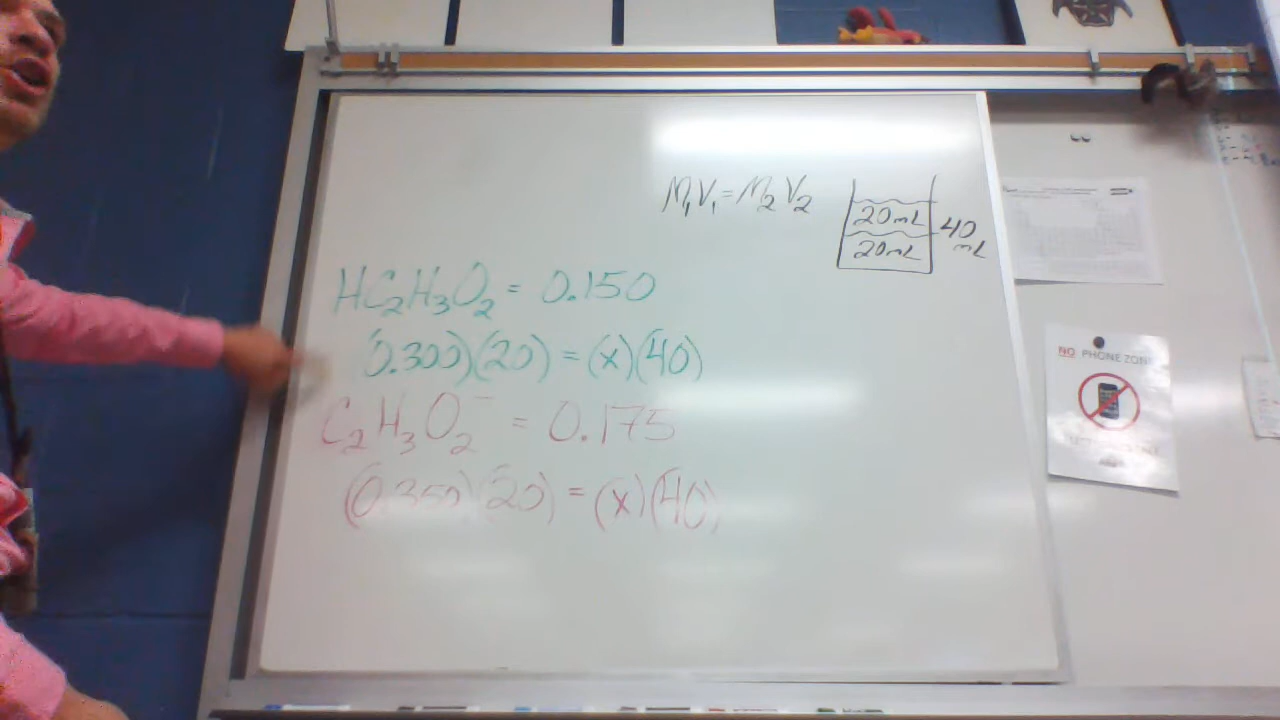 M₁V₁ = M₂V₂
20mL
20mL
40 mL
HC₂H₃O₂ = 0.150
(0.300)(20) = (x)(40)
C₂H₃O₂⁻ = 0.175
(0.350)(20) = (x)(40)
NO PHONE ZONE